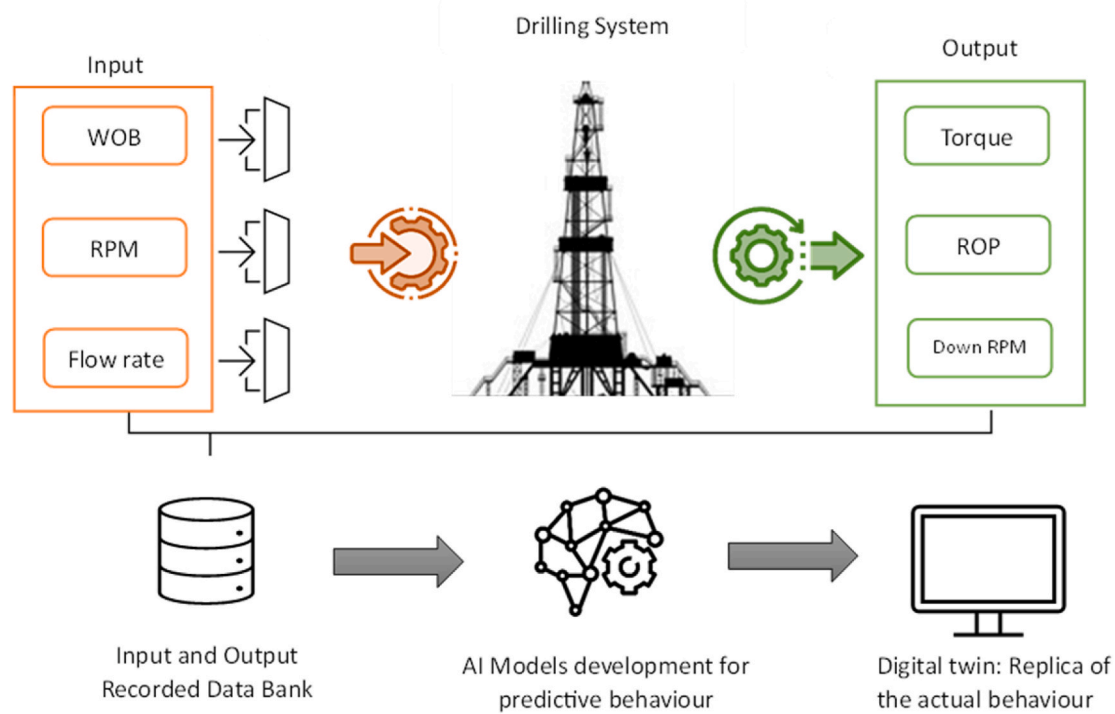 Drilling System
Input
Output
WOB
Torque
RPM
ROP
Flow rate
Down RPM
Input and Output
Recorded Data Bank
AI Models development for
predictive behaviour
Digital twin: Replica of
the actual behaviour